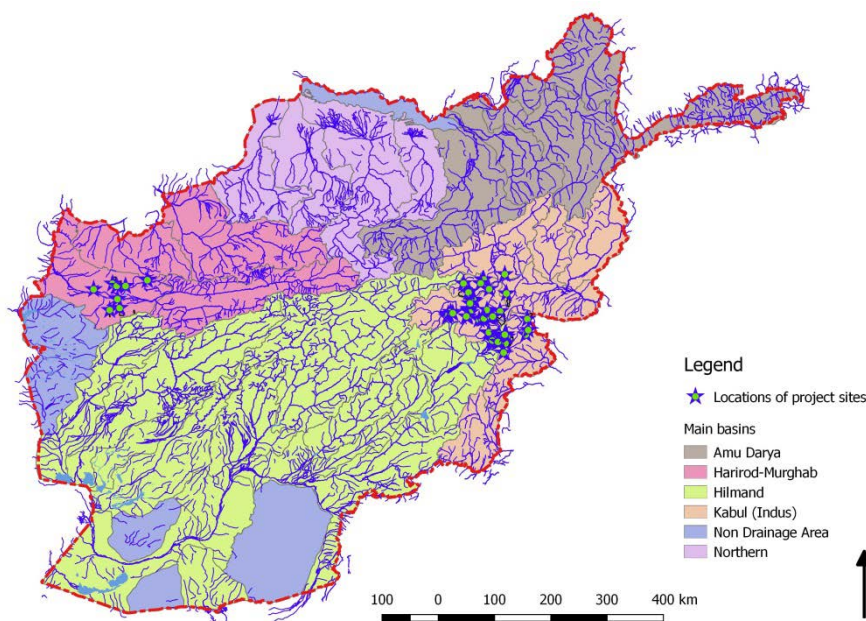 Legend
Locations of project sites
Main basins
Amu Darya
Harirod-Murghab
Hilmand
Kabul (Indus)
Non Drainage Area
Northern
100 0 100 200 300 400 km